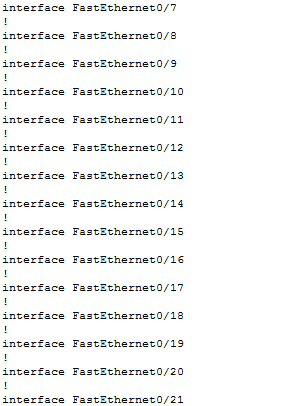 interface FastEthernet0/7
!
interface FastEthernet0/8
!
interface FastEthernet0/9
!
interface FastEthernet0/10
!
interface FastEthernet0/11
!
interface FastEthernet0/12
!
interface FastEthernet0/13
!
interface FastEthernet0/14
!
interface FastEthernet0/15
!
interface FastEthernet0/16
!
interface FastEthernet0/17
!
interface FastEthernet0/18
!
interface FastEthernet0/19
!
interface FastEthernet0/20
!
interface FastEthernet0/21